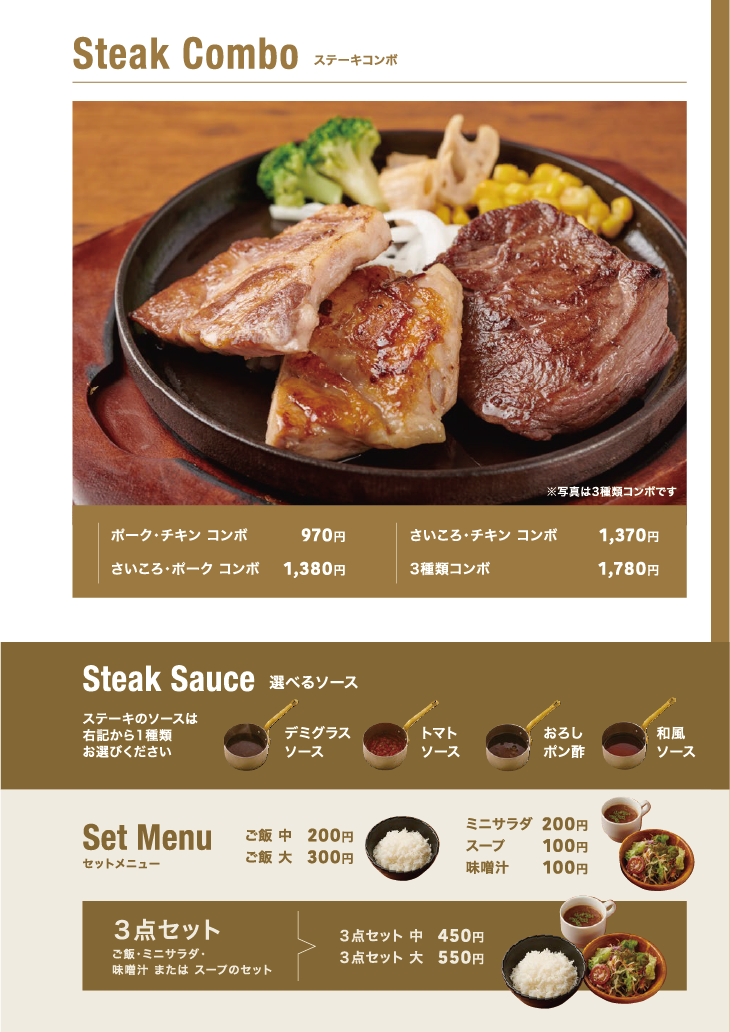 Steak Combo ステーキコンボ
※写真は3種類コンボです
ポーク・チキン コンボ 970円
さいころ・ポーク コンボ 1,380円
さいころ・チキン コンボ 1,370円
3種類コンボ 1,780円
Steak Sauce 選べるソース
ステーキのソースは
右記から1種類
お選びください
デミグラス
ソース
トマト
ソース
おろし
ポン酢
和風
ソース
Set Menu
セットメニュー
ご飯 中 200円
ご飯 大 300円
ミニサラダ 200円
スープ 100円
味噌汁 100円
3点セット
ご飯・ミニサラダ・
味噌汁 または スープのセット
3点セット 中 450円
3点セット 大 550円